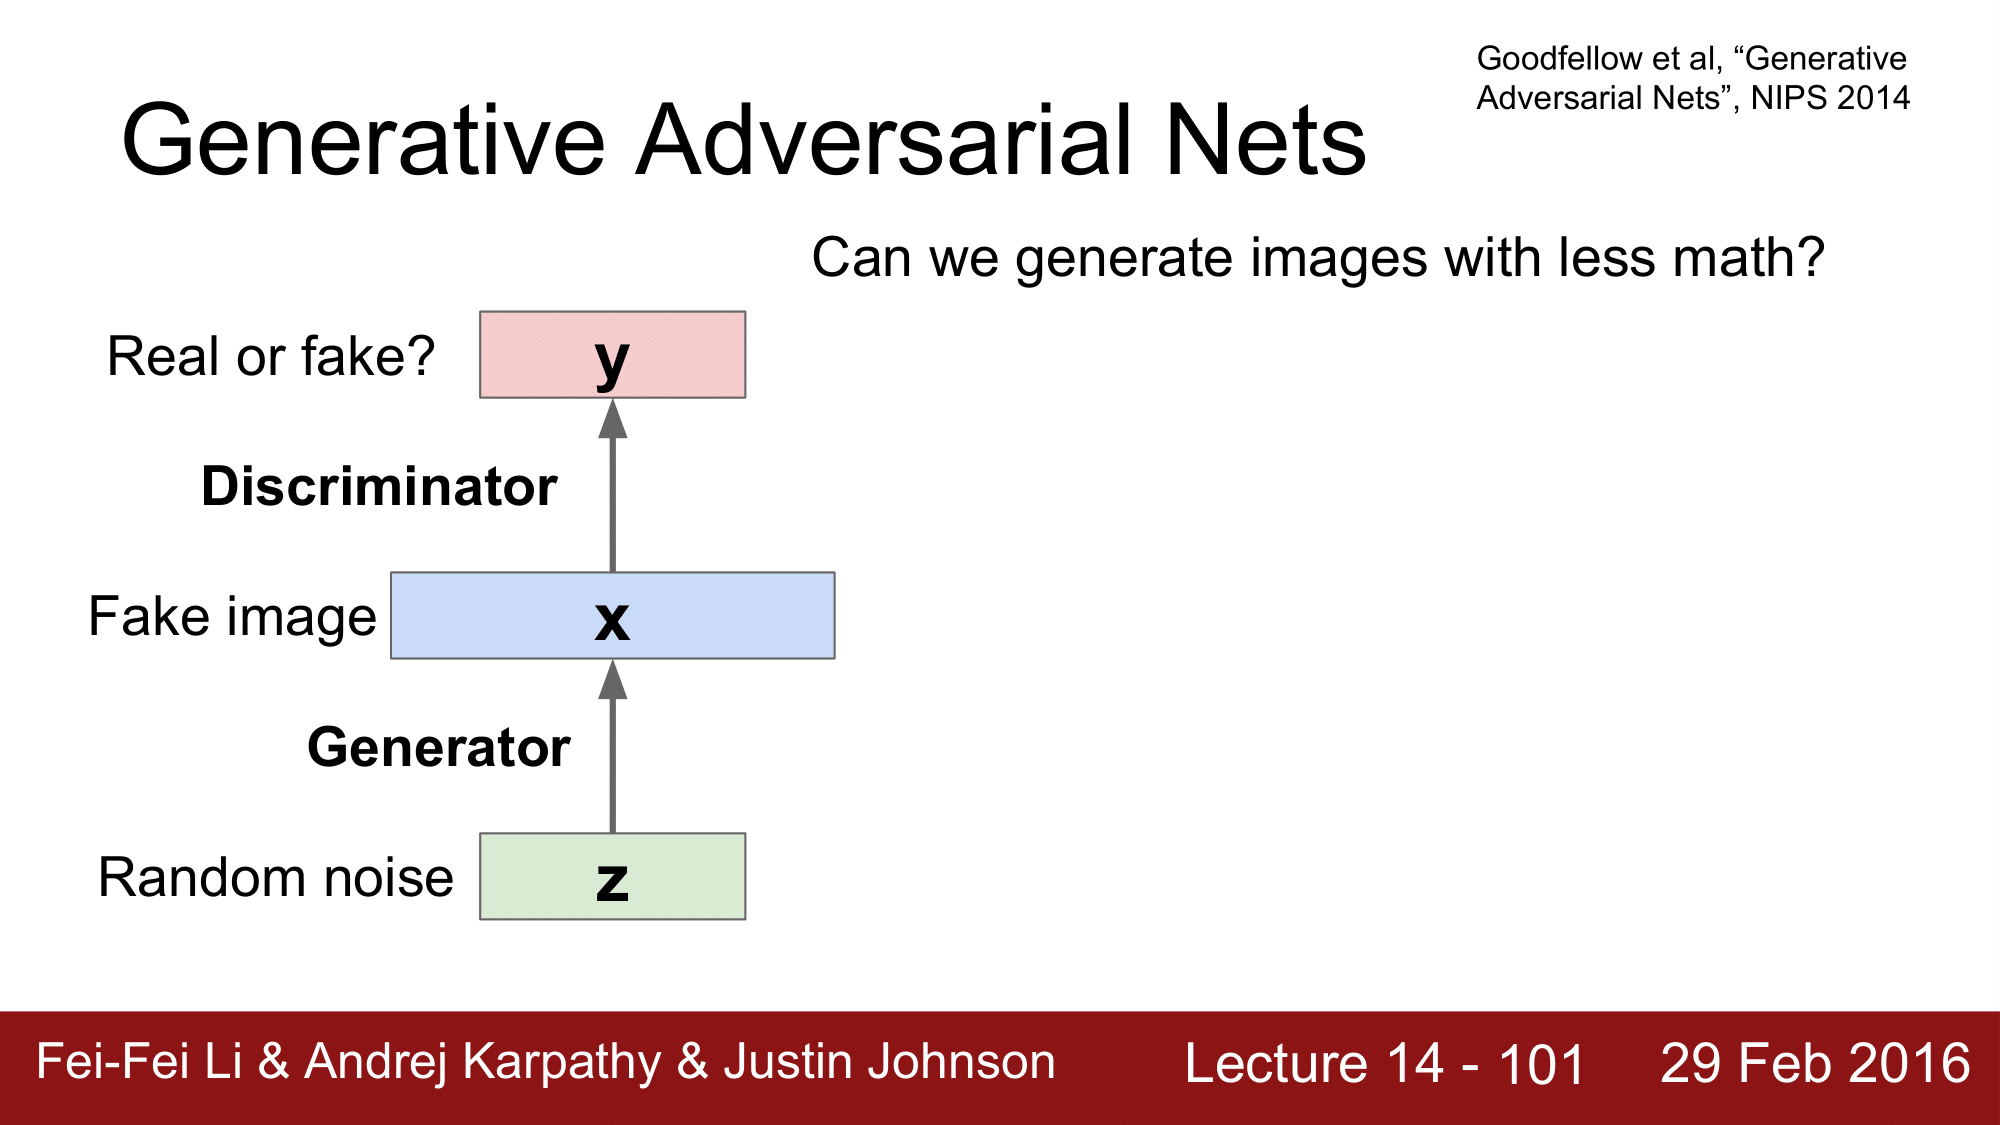 Goodfellow et al, “Generative
Adversarial Nets”, NIPS 2014
Generative Adversarial Nets
Can we generate images with less math?
Real or fake?
y
Discriminator
Fake image
x
Generator
Random noise
z
Fei-Fei Li & Andrej Karpathy & Justin Johnson
Lecture 14 - 101
29 Feb 2016